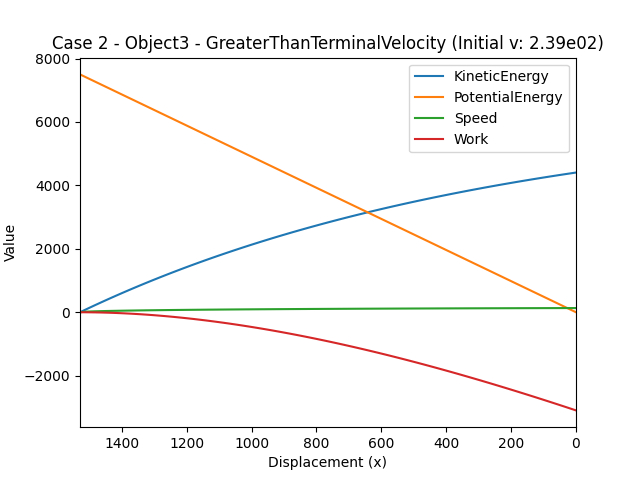 Case 2 - Object3 - GreaterThanTerminalVelocity (Initial v: 2.39e02)
8000
6000
4000
2000
0
−2000
Value
KineticEnergy
PotentialEnergy
Speed
Work
1400 1200 1000 800 600 400 200 0
Displacement (x)